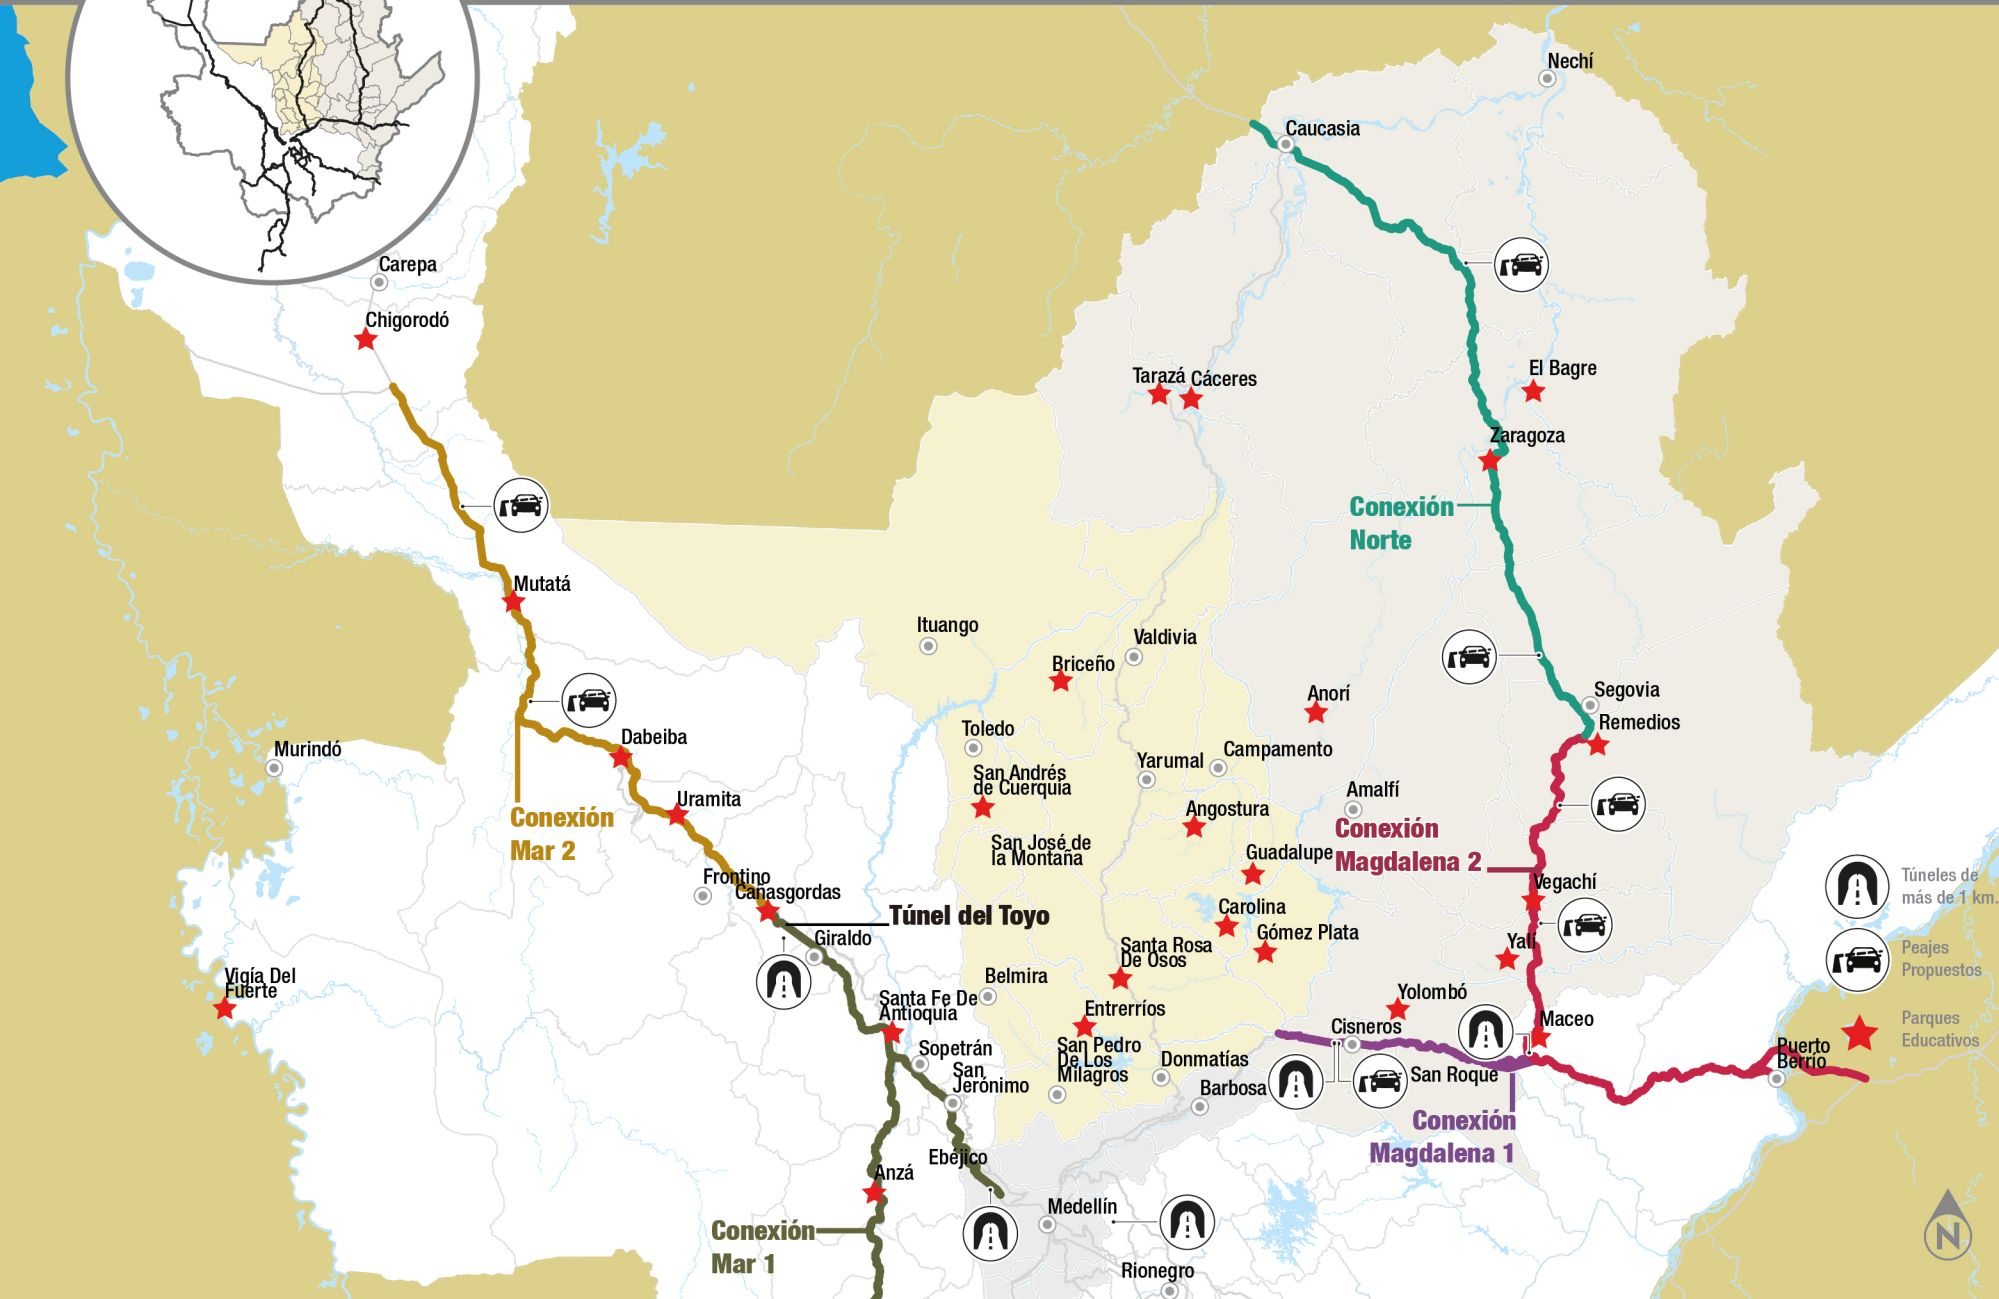 Nechí
Caucasia
Carepa
Chigorodó
Tarazá
Cáceres
El Bagre
Zaragoza
Conexión
Norte
Mutatá
Ituango
Valdivia
Briceño
Anorí
Segovia
Remedios
Toledo
Dabeiba
Murindó
Campamento
Yarumal
San Andrés
de Cuerquia
Amalfí
Uramita
Angostura
Conexión
Mar 2
Conexión
Magdalena 2
San José de
la Montaña
Guadalupe
Frontino
Cañasgordas
Vegachí
Túneles de
más de 1 km.
Túnel del Toyo
Carolina
Gómez Plata
Giraldo
Santa Rosa
De Osos
Yalí
Peajes
Propuestos
Vigía Del
Fuerte
Belmira
Santa Fe De
Antioquia
Yolombó
Entrerríos
Cisneros
Maceo
Parques
Educativos
Sopetrán
San Pedro
De Los
Milagros
Donmatías
Puerto
Berrío
San
Jerónimo
Barbosa
San Roque
Conexión
Magdalena 1
Ebéjico
Anzá
Medellín
Conexión
Mar 1
Rionegro
N